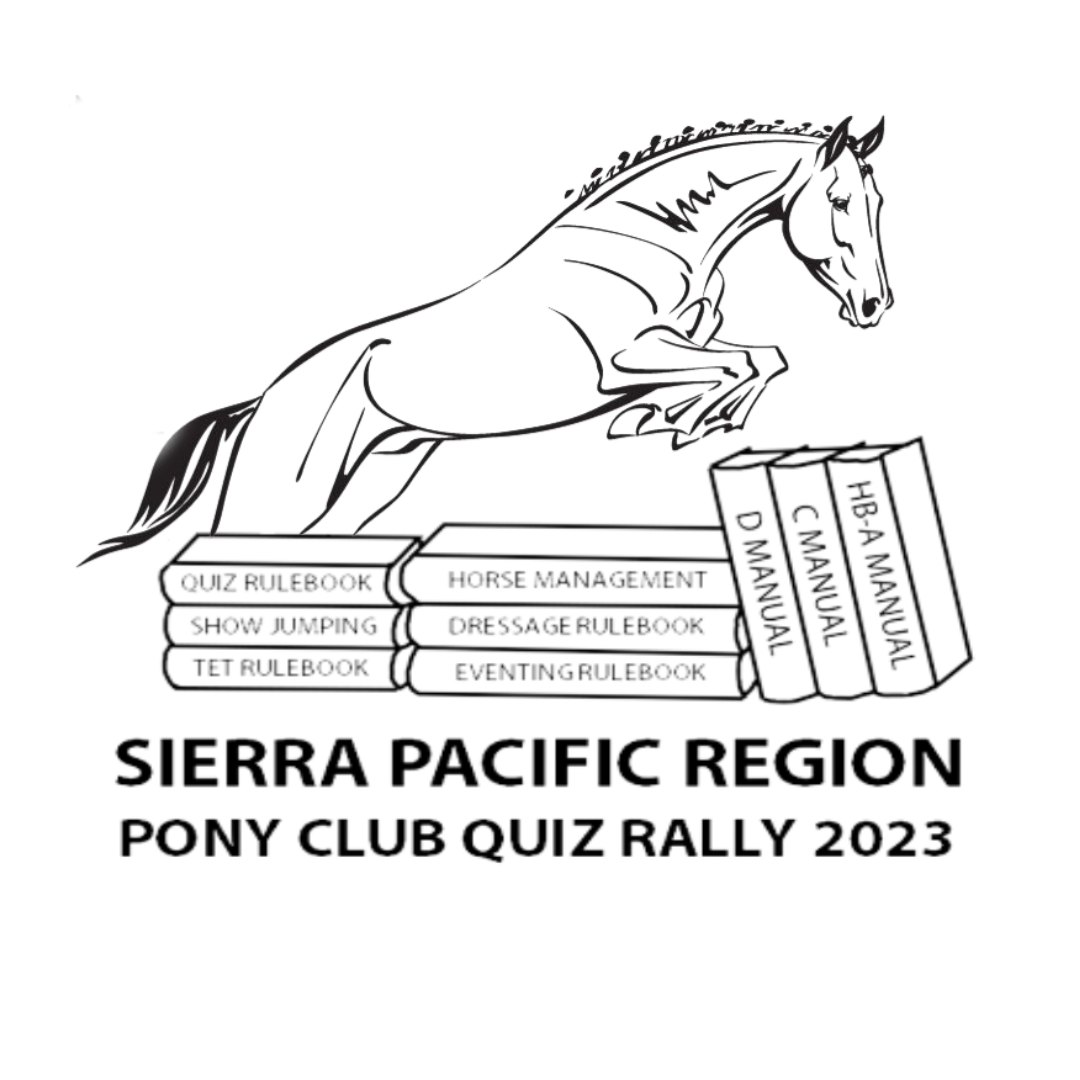 QUIZ RULEBOOK
SHOW JUMPING
TET RULEBOOK
HORSE MANAGEMENT
DRESSAGE RULEBOOK
EVENTING RULEBOOK
D MANUAL
C MANUAL
HB-A MANUAL
SIERRA PACIFIC REGION
PONY CLUB QUIZ RALLY 2023